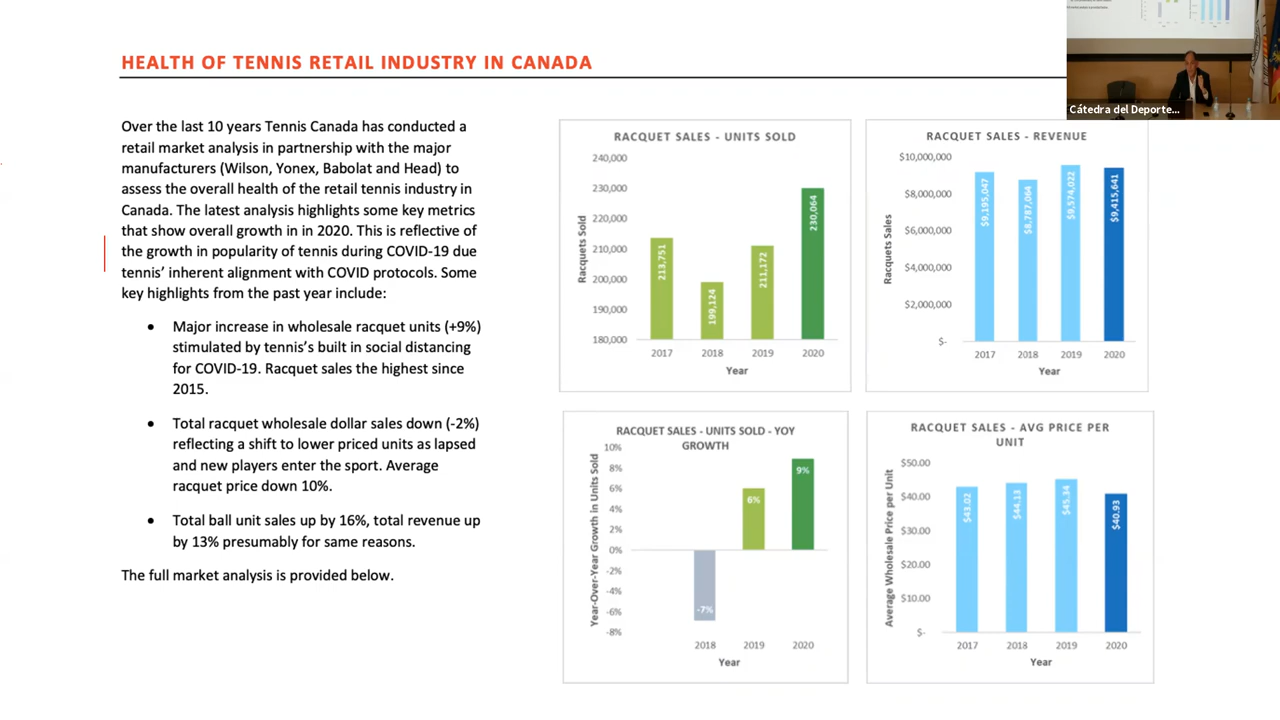 HEALTH OF TENNIS RETAIL INDUSTRY IN CANADA
Cátedra del Deporte...
Over the last 10 years Tennis Canada has conducted a
retail market analysis in partnership with the major
manufacturers (Wilson, Yonex, Babolat and Head) to
assess the overall health of the retail tennis industry in
Canada. The latest analysis highlights some key metrics
that show overall growth in in 2020. This is reflective of
the growth in popularity of tennis during COVID-19 due
tennis’ inherent alignment with COVID protocols. Some
key highlights from the past year include:
• Major increase in wholesale racquet units (+9%)
stimulated by tennis’s built in social distancing
for COVID-19. Racquet sales the highest since
2015.
• Total racquet wholesale dollar sales down (-2%)
reflecting a shift to lower priced units as lapsed
and new players enter the sport. Average
racquet price down 10%.
• Total ball unit sales up by 16%, total revenue up
by 13% presumably for same reasons.
The full market analysis is provided below.
RACQUET SALES - UNITS SOLD
Racquets Sold
240,000
230,000
220,000
210,000
200,000
190,000
180,000
213,751
199,124
211,172
230,064
2017 2018 2019 2020
Year
RACQUET SALES - REVENUE
Racquets Sales
$10,000,000
$8,000,000
$6,000,000
$4,000,000
$2,000,000
$-
$9,195,047
$8,787,064
$9,574,022
$9,415,641
2017 2018 2019 2020
Year
RACQUET SALES - UNITS SOLD - YOY
GROWTH
Year-Over-Year Growth in Units Sold
10%
8%
6%
4%
2%
0%
-2%
-4%
-6%
-8%
-7%
6%
9%
2018 2019 2020
Year
RACQUET SALES - AVG PRICE PER
UNIT
Average Wholesale Price per Unit
$50.00
$40.00
$30.00
$20.00
$10.00
$-
$43.02
$44.13
$45.34
$40.93
2017 2018 2019 2020
Year